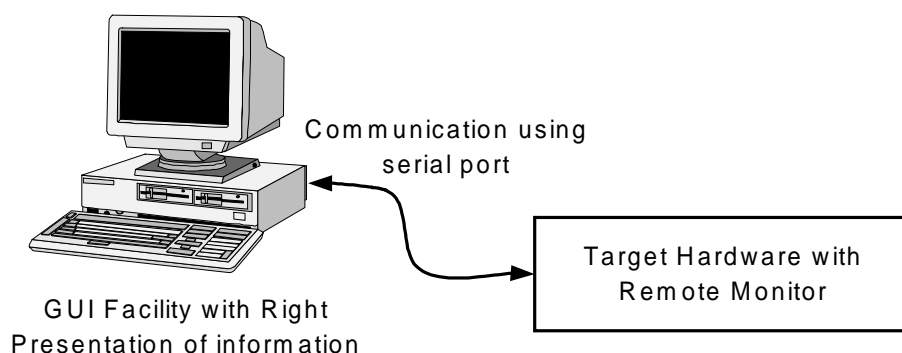 Communication using
serial port
Target Hardware with
Remote Monitor
GUI Facility with Right
Presentation of information